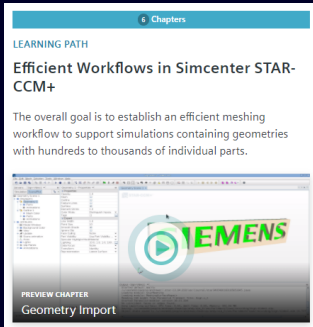 6 Chapters
LEARNING PATH
Efficient Workflows in Simcenter STAR-
CCM+
The overall goal is to establish an efficient meshing
workflow to support simulations containing geometries
with hundreds to thousands of individual parts.
IEMENS
PREVIEW CHAPTER
Geometry Import